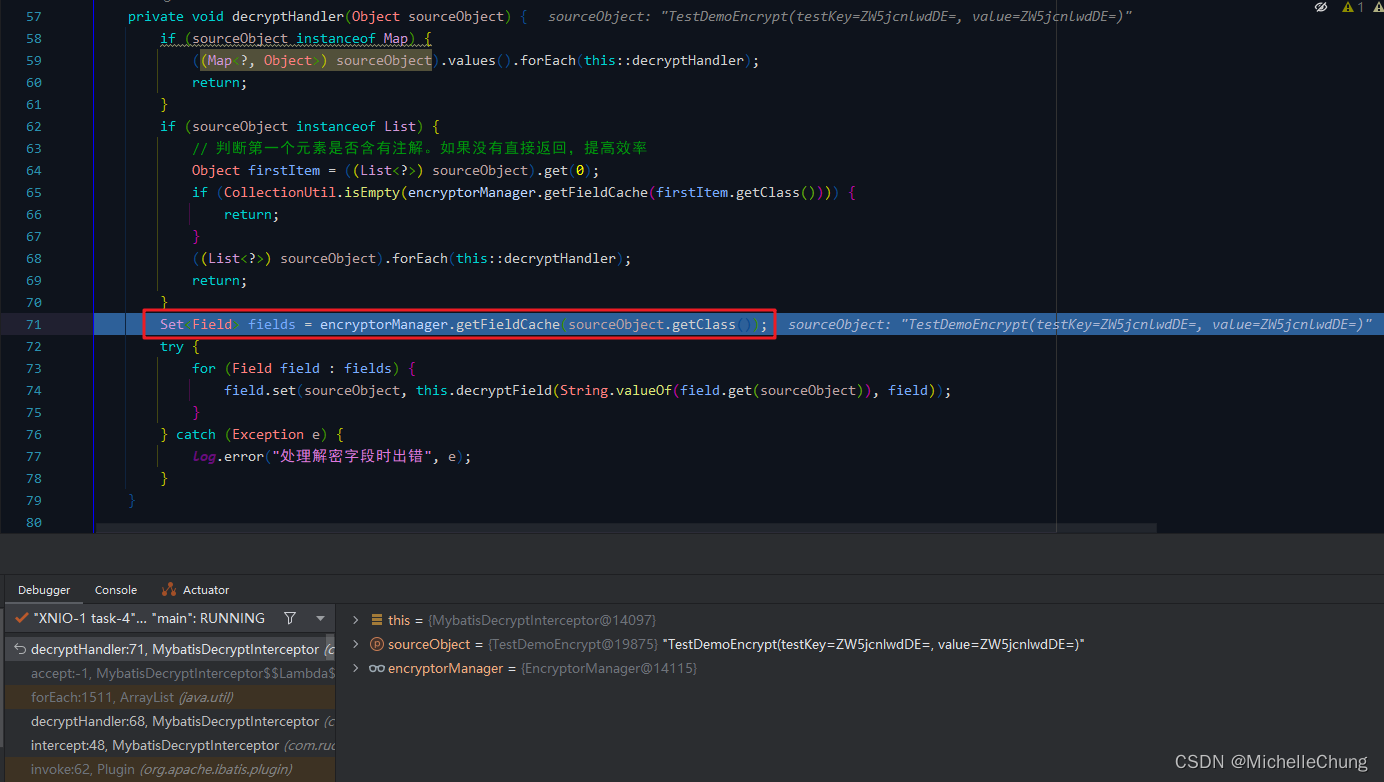 57 private void decryptHandler(Object sourceObject) { sourceObject: "TestDemoEncrypt(testKey=ZW5jcnlwdDE=, value=ZW5jcnlwdDE=)" 1
58 if (sourceObject instanceof Map) {
59 ((Map<?, Object>) sourceObject).values().forEach(this::decryptHandler);
60 return;
61 }
62 if (sourceObject instanceof List) {
63 // 判断第一个元素是否含有注解。如果没有直接返回，提高效率
64 Object firstItem = ((List<?>) sourceObject).get(0);
65 if (CollectionUtil.isEmpty(encryptorManager.getFieldCache(firstItem.getClass()))) {
66 return;
67 }
68 ((List<?>) sourceObject).forEach(this::decryptHandler);
69 return;
70 }
71 Set<Field> fields = encryptorManager.getFieldCache(sourceObject.getClass()); sourceObject: "TestDemoEncrypt(testKey=ZW5jcnlwdDE=, value=ZW5jcnlwdDE=)"
72 try {
73 for (Field field : fields) {
74 field.set(sourceObject, this.decryptField(String.valueOf(field.get(sourceObject)), field));
75 }
76 } catch (Exception e) {
77 log.error("处理解密字段时出错", e);
78 }
79 }
80
Debugger Console Actuator
"XNIO-1 task-4"... "main": RUNNING
decryptHandler:71, MybatisDecryptInterceptor (c
accept:-1, MybatisDecryptInterceptor$$Lambda$
forEach:1511, ArrayList (java.util)
decryptHandler:68, MybatisDecryptInterceptor (c
intercept:48, MybatisDecryptInterceptor (com.ruc
invoke:62, Plugin (org.apache.ibatis.plugin)
this = {MybatisDecryptInterceptor@14097}
sourceObject = {TestDemoEncrypt@19875} "TestDemoEncrypt(testKey=ZW5jcnlwdDE=, value=ZW5jcnlwdDE=)"
encryptorManager = {EncryptorManager@14115}
CSDN @MichelleChung